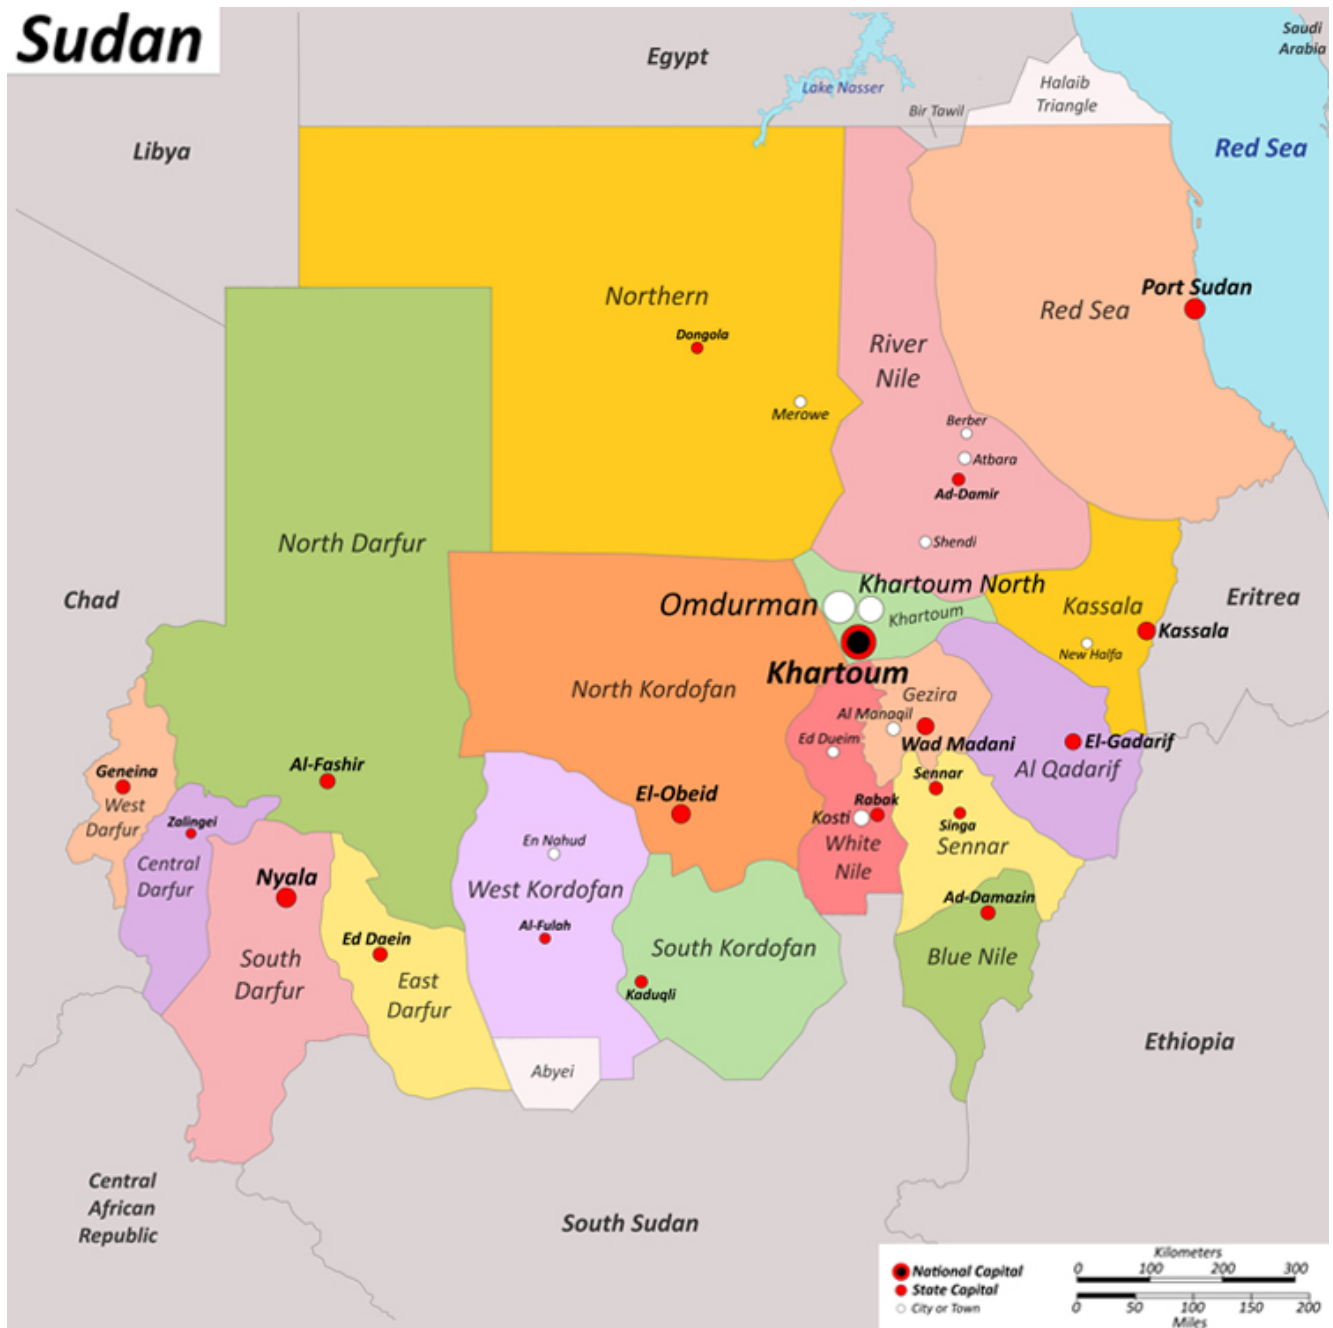 Sudan
Egypt
Saudi
Arabia
Lake Nasser
Halaib
Triangle
Bir Tawil
Libya
Red Sea
Northern
Port Sudan
Red Sea
Dongola
River
Nile
Merowe
Berber
Atbara
Ad-Damir
North Darfur
Shendi
Chad
Khartoum North
Omdurman
Khartoum
Kassala
Eritrea
Kassala
New Halfa
Khartoum
North Kordofan
Gezira
Al Manaqil
Ed Dueim
Wad Madani
El-Gadarif
Al Qadarif
Geneina
Al-Fashir
West
Darfur
El-Obeid
Sennar
Rabak
Kosti
Singa
Zalingei
En Nahud
White
Nile
Sennar
Central
Darfur
Nyala
West Kordofan
Ad-Damazin
Al-Fulah
Ed Daein
South Kordofan
Blue Nile
South
Darfur
East
Darfur
Kaduqli
Ethiopia
Abyei
Central
African
Republic
South Sudan
National Capital
State Capital
City or Town
Kilometers
0 100 200 300
0 50 100 150 200
Miles